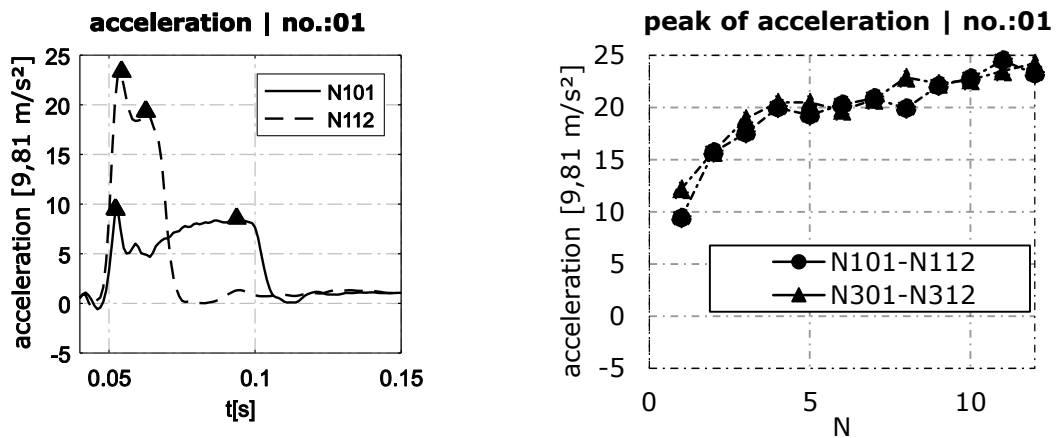 acceleration | no.:01
acceleration [9,81 m/s²]
25
20
15
10
5
0
-5
N101
N112
0.05
0.1
0.15
t[s]
peak of acceleration | no.:01
acceleration [9,81 m/s²]
25
20
15
10
5
0
-5
N101-N112
N301-N312
0
5
10
N